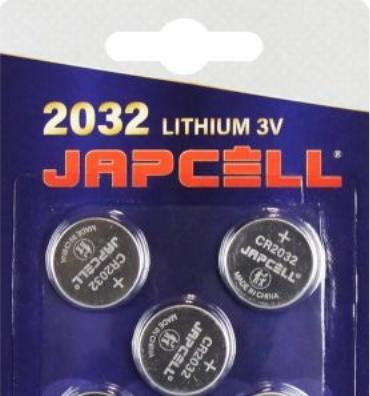 2032 LITHIUM 3V
JAPCELL®
MADE IN CHINA
JAPCELL®
CR2032
+
+
CR2032
JAPCELL®
MADE IN CHINA
MADE IN CHINA
JAPCELL®
CR2032
+